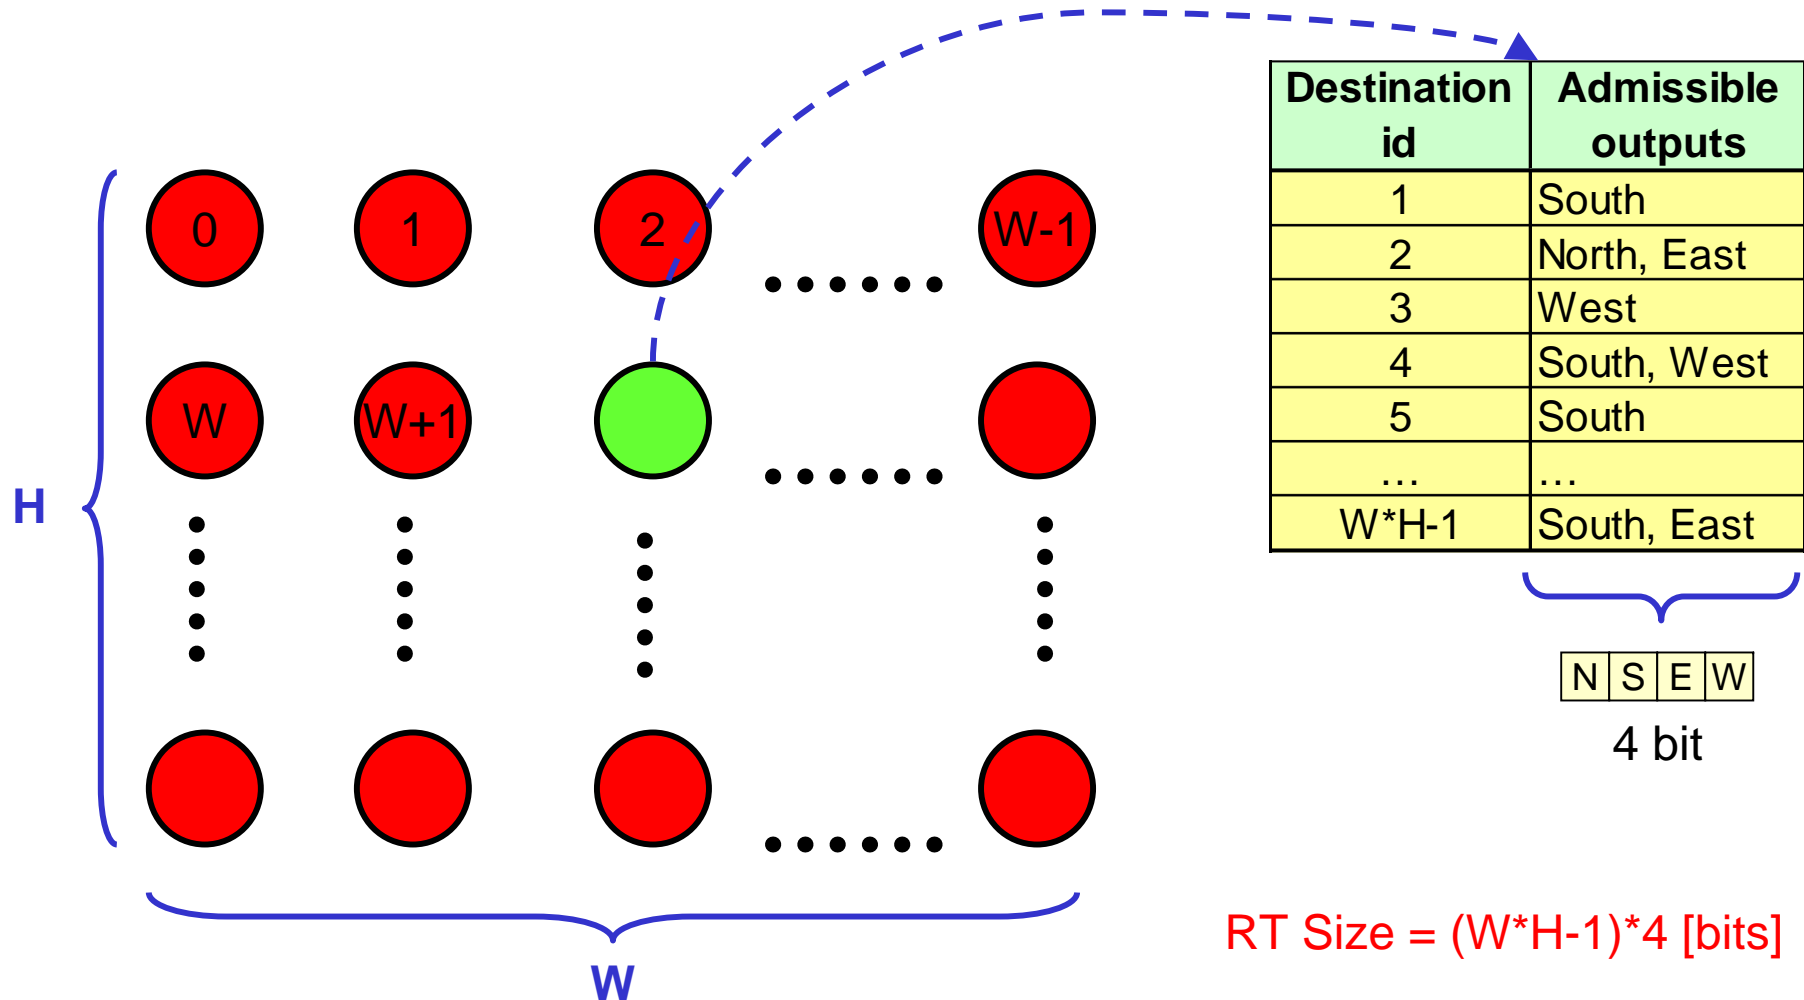 Destination id
Admissible outputs
1 South
2 North, East
3 West
4 South, West
5 South
… …
W*H-1 South, East
0 1 2 W-1
W W+1
H
W
N S E W
4 bit
RT Size = (W*H-1)*4 [bits]